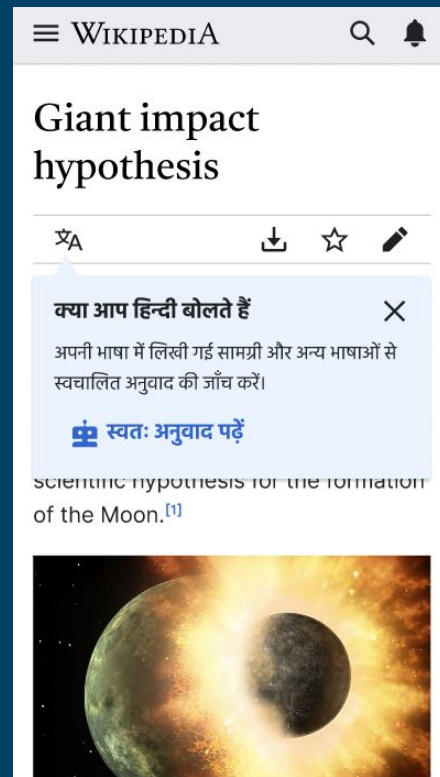 WIKIPEDIA
Giant impact
hypothesis
क्या आप हिन्दी बोलते हैं
अपनी भाषा में लिखी गई सामग्री और अन्य भाषाओं से
स्वचालित अनुवाद की जाँच करें।
स्वतः अनुवाद पढ़ें
scientific hypothesis for the formation
of the Moon.[1]